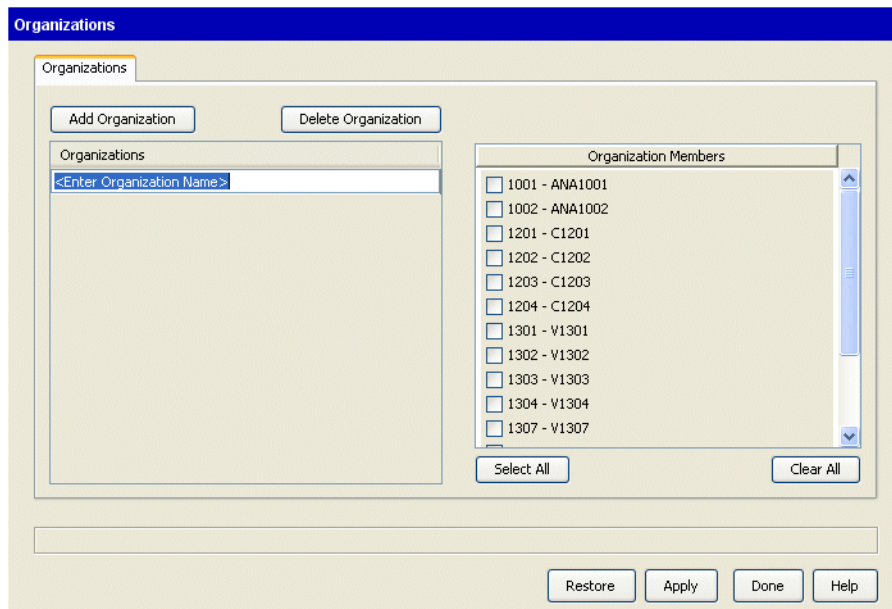 Organizations
Organizations
Add Organization
Delete Organization
Organizations
<Enter Organization Name>
Organization Members
1001 - ANA1001
1002 - ANA1002
1201 - C1201
1202 - C1202
1203 - C1203
1204 - C1204
1301 - V1301
1302 - V1302
1303 - V1303
1304 - V1304
1307 - V1307
Select All
Clear All
Restore
Apply
Done
Help